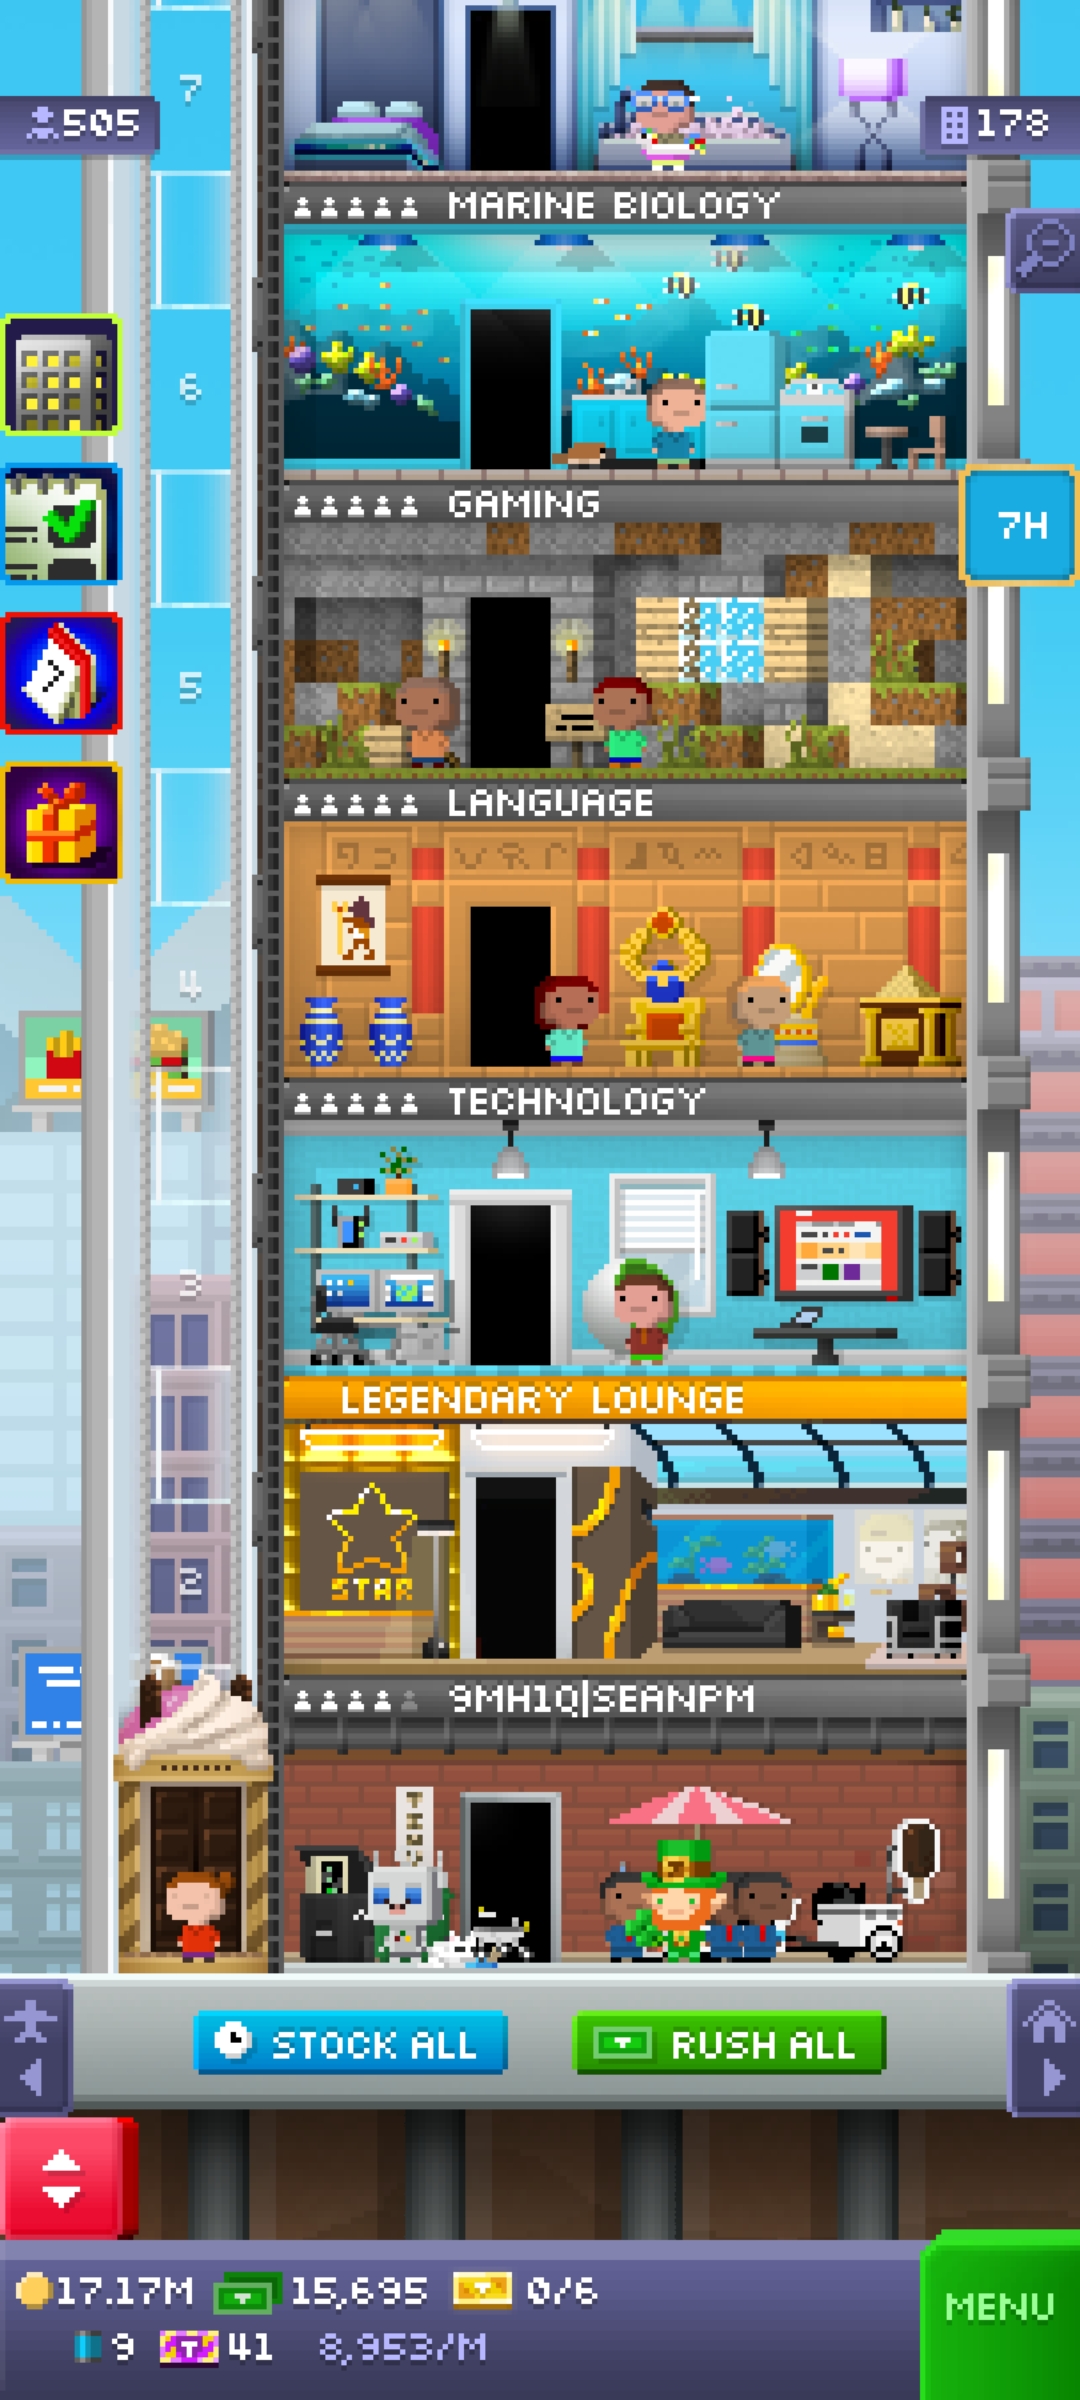 7
505
178
MARINE BIOLOGY
6
GAMING
7H
5
LANGUAGE
4
TECHNOLOGY
3
LEGENDARY LOUNGE
STAR
2
9MH1Q|SEANPM
STOCK ALL
RUSH ALL
17.17M
15,695
0/6
9
41
8,953/M
MENU